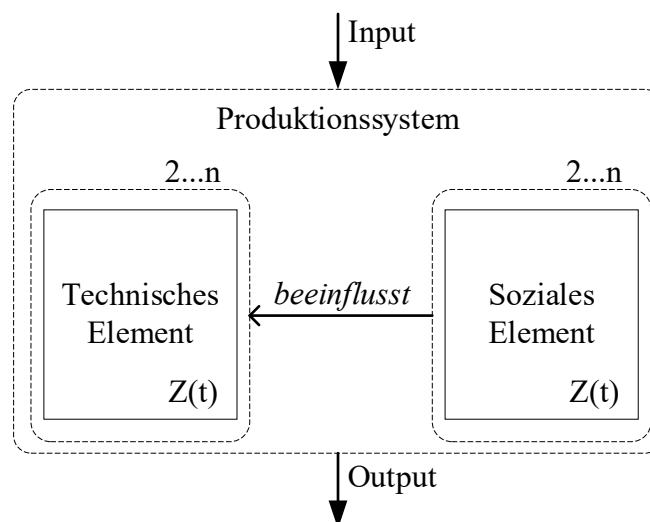 Input
Produktionssystem
2...n
2...n
Technisches
Element
Z(t)
beeinflusst
Soziales
Element
Z(t)
Output